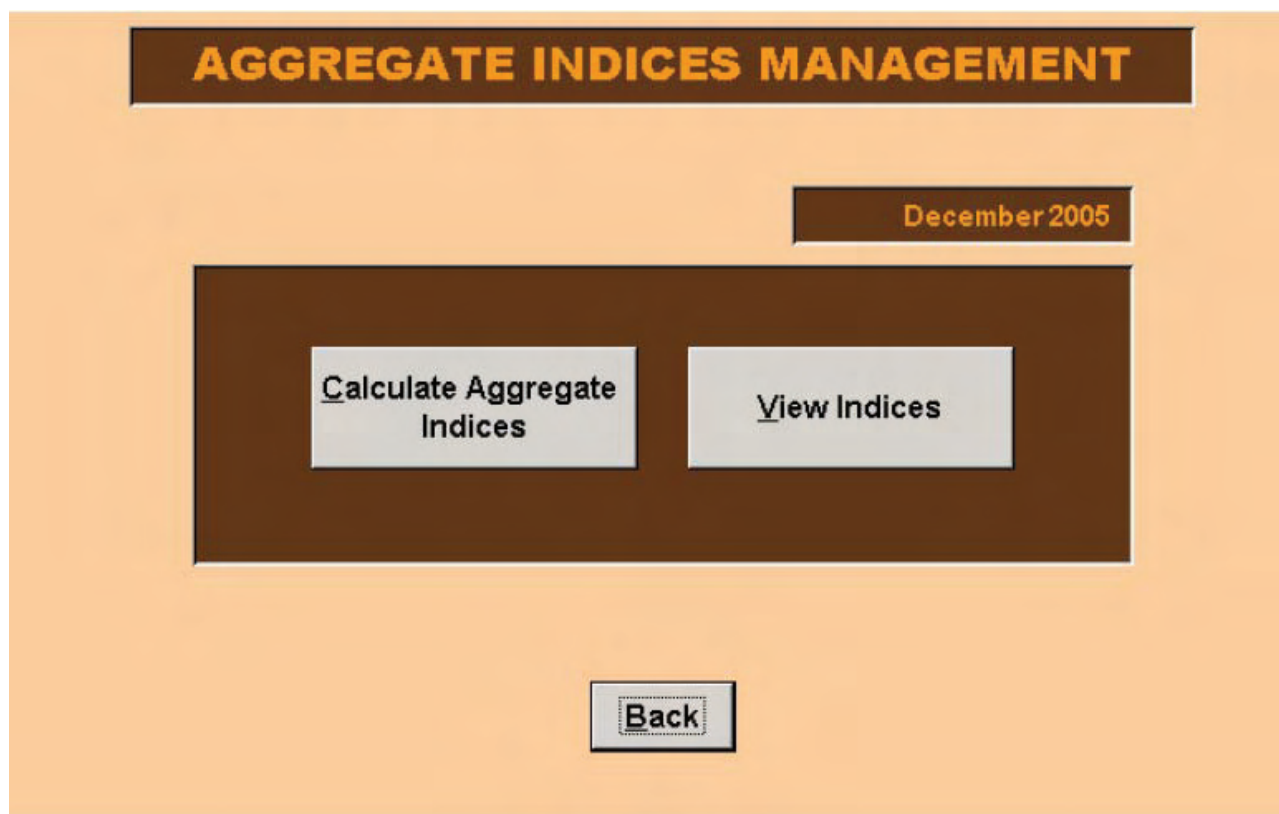 AGGREGATE INDICES MANAGEMENT
December 2005
Calculate Aggregate
Indices
View Indices
Back